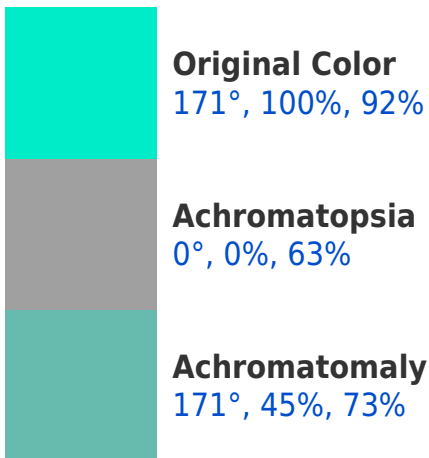 Original Color
171°, 100%, 92%
Achromatopsia
0°, 0%, 63%
Achromatomaly
171°, 45%, 73%